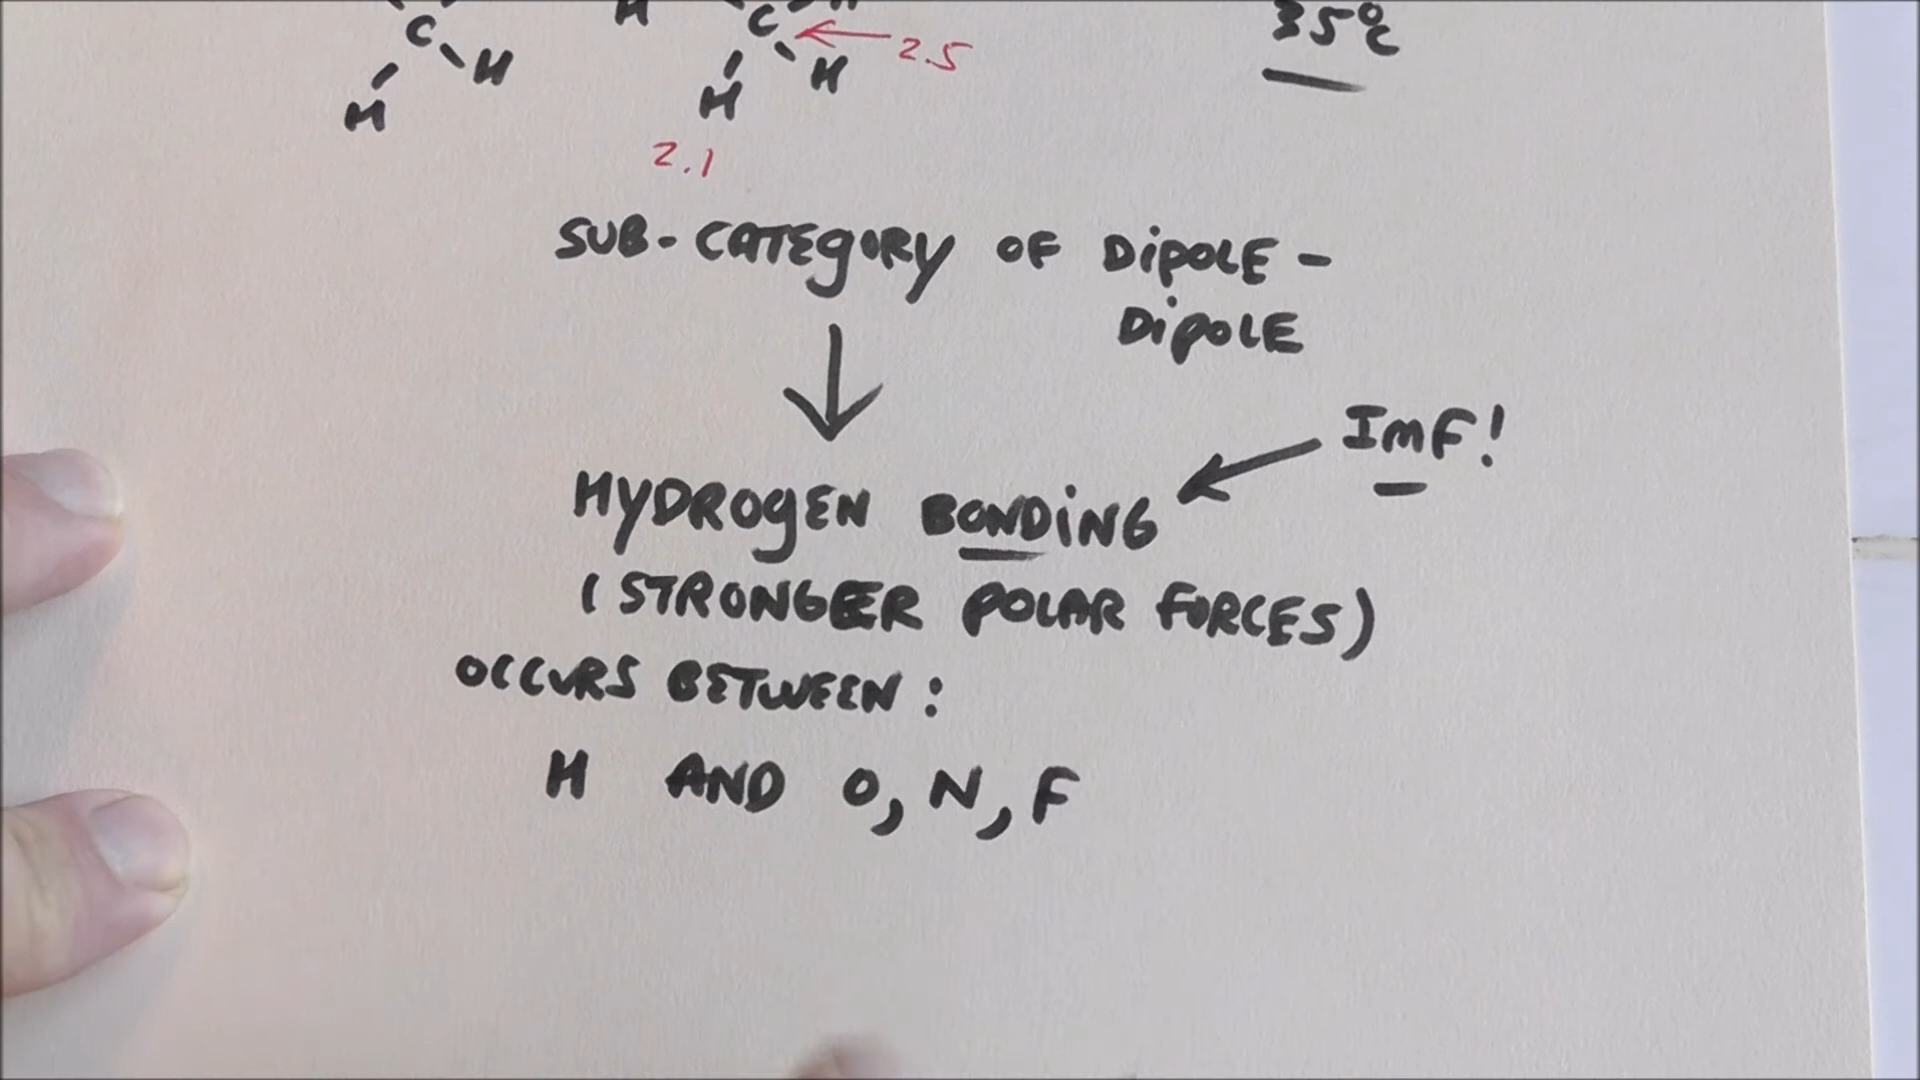 C H 2.5 35°C
H H H
H
2.1
SUB-CATEGORY OF DIPOLE-
DIPOLE
IMF!
HYDROGEN BONDING
(STRONGER POLAR FORCES)
OCCURS BETWEEN:
H AND O, N, F